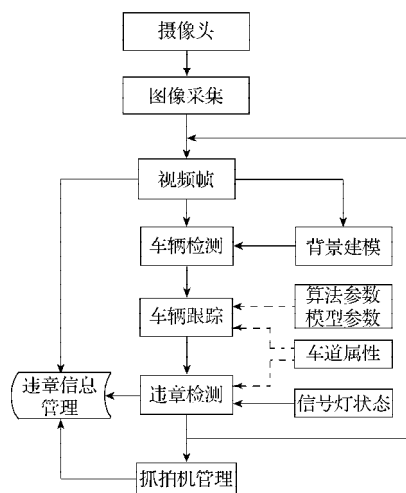 摄像头
图像采集
视频帧
车辆检测
背景建模
车辆跟踪
算法参数
模型参数
车道属性
违章信息
管理
违章检测
信号灯状态
抓拍机管理